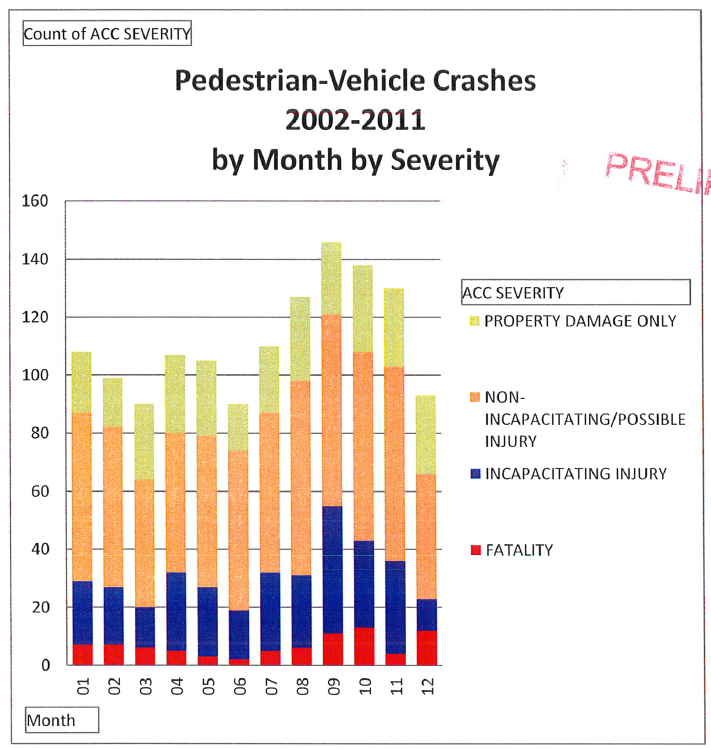 Count of ACC SEVERITY
Pedestrian-Vehicle Crashes
2002-2011
by Month by Severity
160
140
120
100
80
60
40
20
0
01
02
03
04
05
06
07
08
09
10
11
12
Month
ACC SEVERITY
PROPERTY DAMAGE ONLY
NON-
INCAPACITATING/POSSIBLE
INJURY
INCAPACITATING INJURY
FATALITY